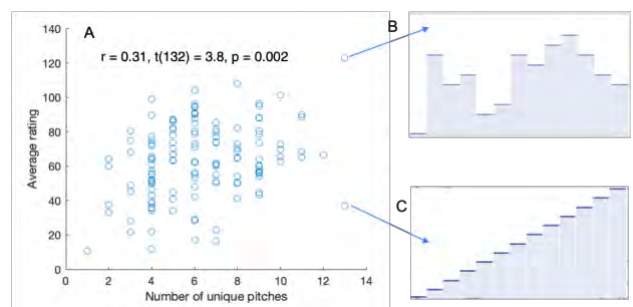 A
r = 0.31, t(132) = 3.8, p = 0.002
140
120
100
80
60
40
20
0
Average rating
0
2
4
6
8
10
12
14
Number of unique pitches
B
C